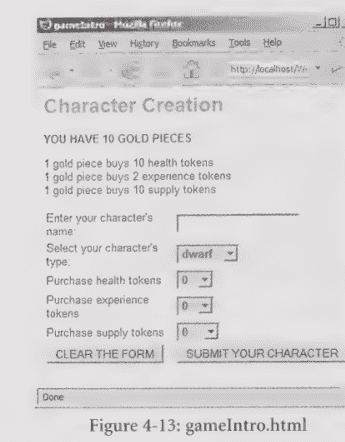 gameIntro - Mozilla Firefox
File Edit View History Bookmarks Tools Help
http://localhost/
Character Creation
YOU HAVE 10 GOLD PIECES
1 gold piece buys 10 health tokens
1 gold piece buys 2 experience tokens
1 gold piece buys 10 supply tokens
Enter your character's
name:
Select your character's
type: dwarf
Purchase health tokens 0
Purchase experience
tokens 0
Purchase supply tokens 0
CLEAR THE FORM SUBMIT YOUR CHARACTER
Done
Figure 4-13: gameIntro.html